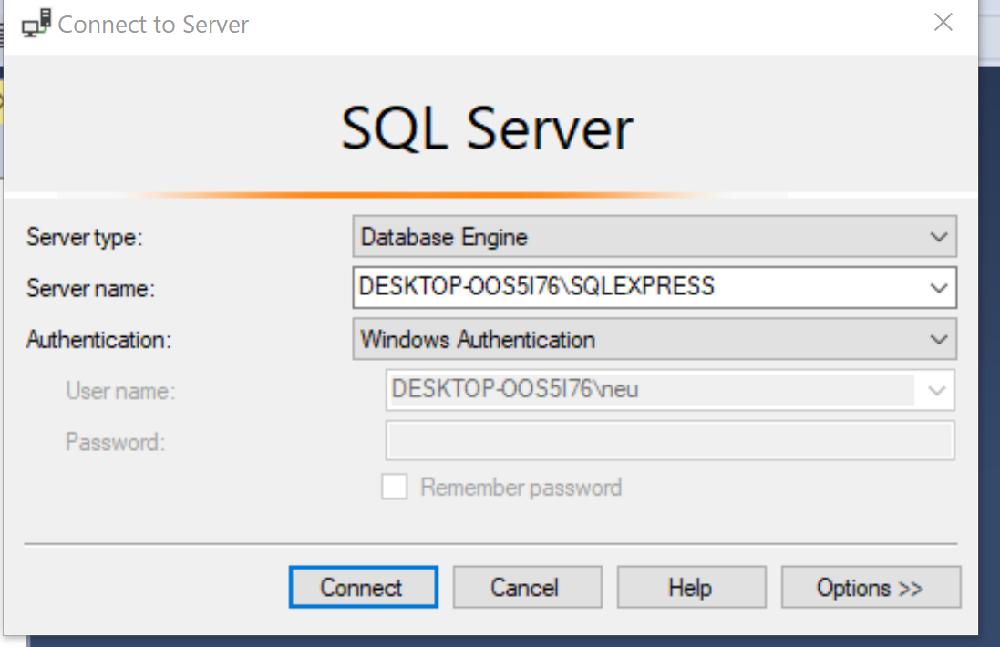 Connect to Server
SQL Server
Server type: Database Engine
Server name: DESKTOP-OOS5I76\SQLEXPRESS
Authentication: Windows Authentication
User name: DESKTOP-OOS5I76\neu
Password:
Remember password
Connect Cancel Help Options >>